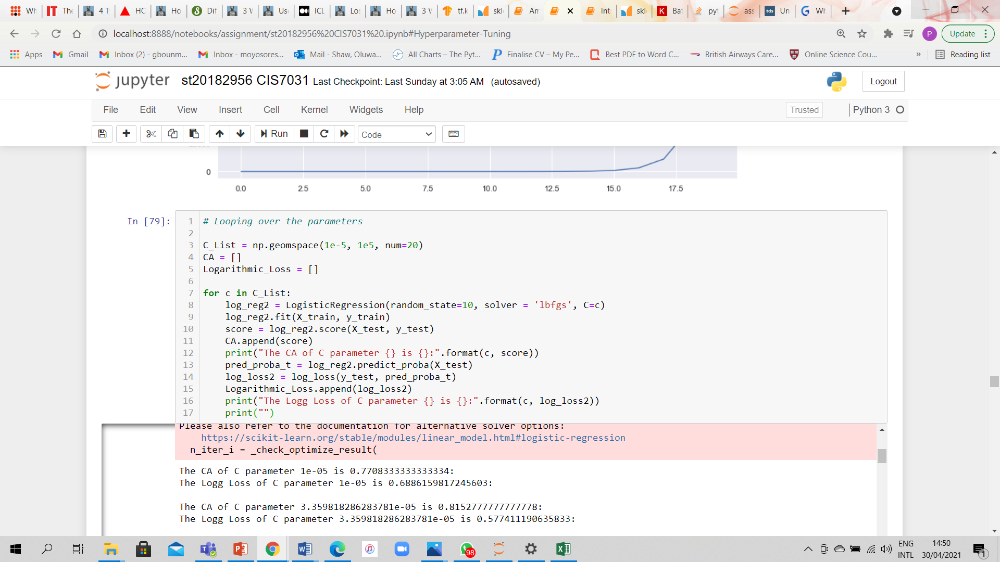 Wh The 4 T HC Ho Dif 3 V Us ICL Los Ho 3 V tf.k skl An Int skl Bat pyt ass Un Wh
localhost:8888/notebooks/assignment/st20182956%20CIS7031%20.ipynb#Hyperparameter-Tuning P Update
Apps Gmail Inbox (2) - gbounm... Inbox - moyosores... Mail - Shaw, Oluwa... All Charts – The Pyt... Finalise CV – My Pe... Best PDF to Word C... British Airways Care... Online Science Cou... » Reading list
jupyter st20182956 CIS7031 Last Checkpoint: Last Sunday at 3:05 AM (autosaved) Logout
File Edit View Insert Cell Kernel Widgets Help Trusted Python 3
Run Code
0
0.0 2.5 5.0 7.5 10.0 12.5 15.0 17.5
In [79]: 1 # Looping over the parameters
2
3 C_List = np.geomspace(1e-5, 1e5, num=20)
4 CA = []
5 Logarithmic_Loss = []
6
7 for c in C_List:
8 log_reg2 = LogisticRegression(random_state=10, solver = 'lbfgs', C=c)
9 log_reg2.fit(X_train, y_train)
10 score = log_reg2.score(X_test, y_test)
11 CA.append(score)
12 print("The CA of C parameter {} is {}:".format(c, score))
13 pred_proba_t = log_reg2.predict_proba(X_test)
14 log_loss2 = log_loss(y_test, pred_proba_t)
15 Logarithmic_Loss.append(log_loss2)
16 print("The Logg Loss of C parameter {} is {}:".format(c, log_loss2))
17 print("")
Please also refer to the documentation for alternative solver options:
https://scikit-learn.org/stable/modules/linear_model.html#logistic-regression
n_iter_i = _check_optimize_result(
The CA of C parameter 1e-05 is 0.7708333333333334:
The Logg Loss of C parameter 1e-05 is 0.6886159817245603:
The CA of C parameter 3.359818286283781e-05 is 0.8152777777777778:
The Logg Loss of C parameter 3.359818286283781e-05 is 0.577411190635833:
98 ENG 14:50
INTL 30/04/2021 1